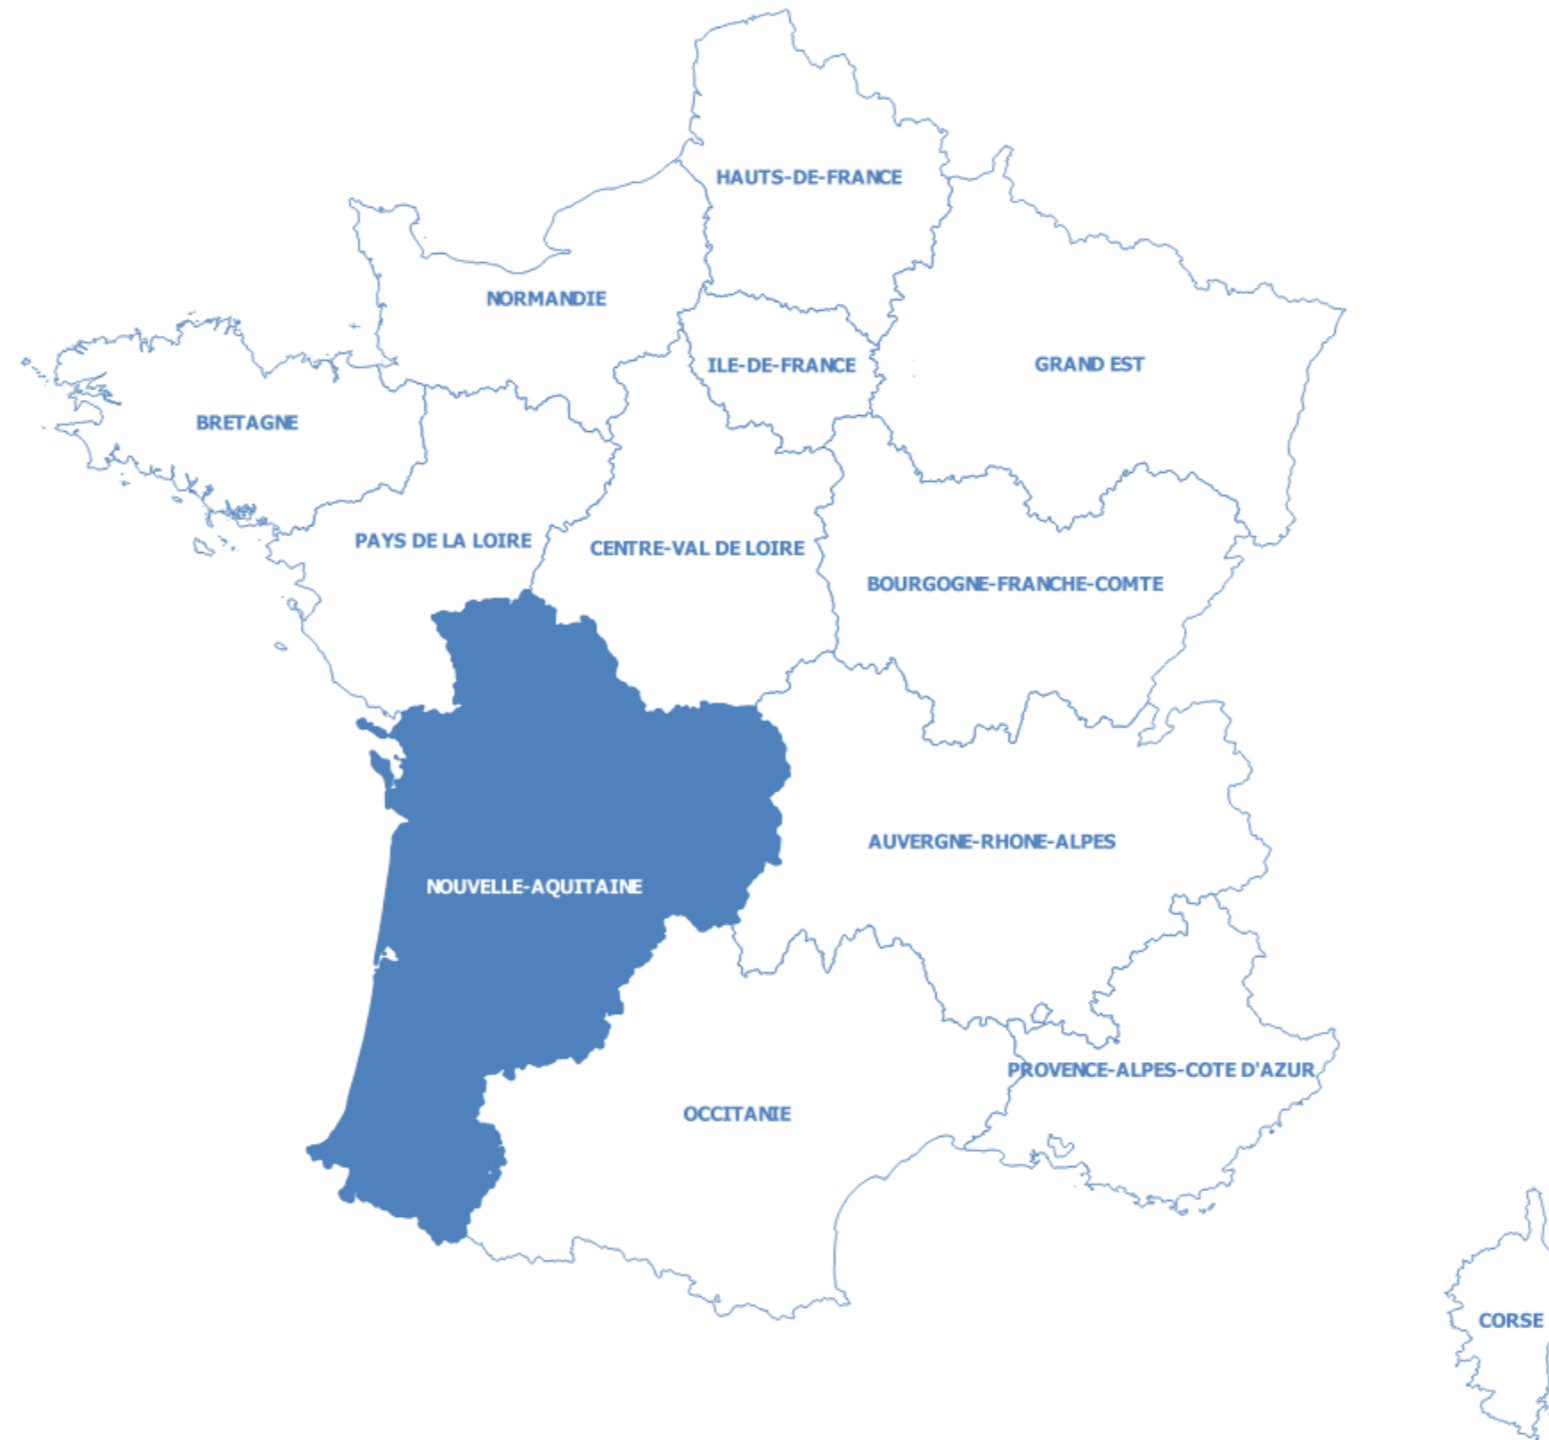 HAUTS-DE-FRANCE
NORMANDIE
ILE-DE-FRANCE
GRAND EST
BRETAGNE
PAYS DE LA LOIRE
CENTRE-VAL DE LOIRE
BOURGOGNE-FRANCHE-COMTE
AUVERGNE-RHONE-ALPES
NOUVELLE-AQUITAINE
PROVENCE-ALPES-COTE D'AZUR
OCCITANIE
CORSE